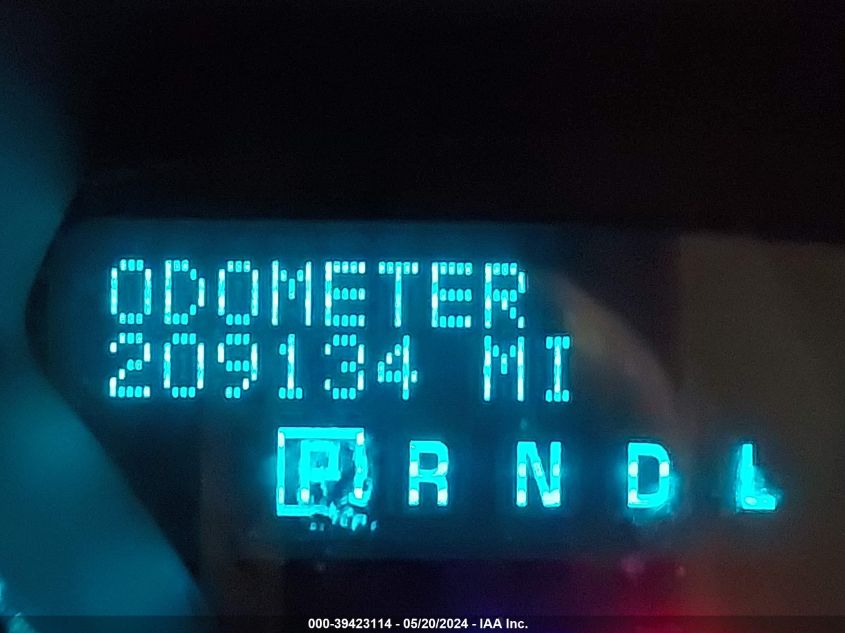 ODOMETER
209134 MI
P R N D L
000-39423114 - 05/20/2024 - IAA Inc.